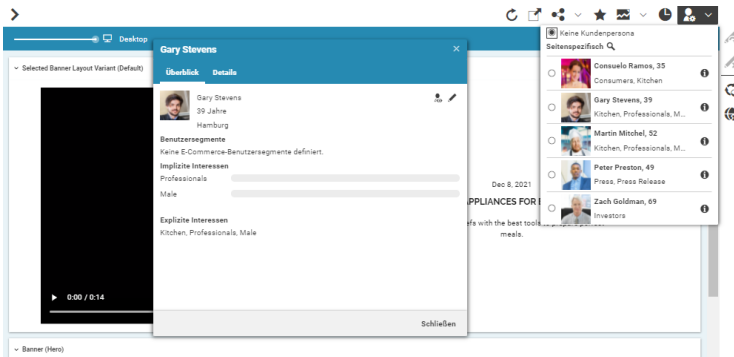 Desktop
Selected Banner Layout Variant (Default)
0:00 / 0:14
Banner (Hero)
Gary Stevens
Überblick Details
Gary Stevens
39 Jahre
Hamburg
Benutzersegmente
Keine E-Commerce-Benutzersegmente definiert.
Implizite Interessen
Professionals
Male
Explizite Interessen
Kitchen, Professionals, Male
Schließen
Dec 8, 2021
APPLIANCES FOR
efs with the best tools
meals.
Keine Kundenpersona
Seitenspezifisch
Consuelo Ramos, 35
Consumers, Kitchen
Gary Stevens, 39
Kitchen, Professionals, M...
Martin Mitchel, 52
Kitchen, Professionals, M...
Peter Preston, 49
Press, Press Release
Zach Goldman, 69
Investors